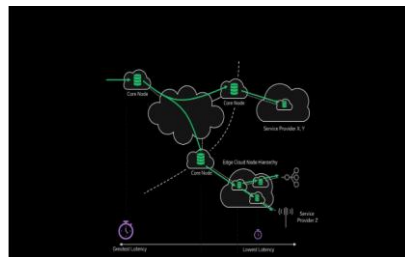 Core Node
Core Node
Service Provider X, Y
Edge Cloud Node Hierarchy
Core Node
Service
Provider Z
Greatest Latency
Lowest Latency